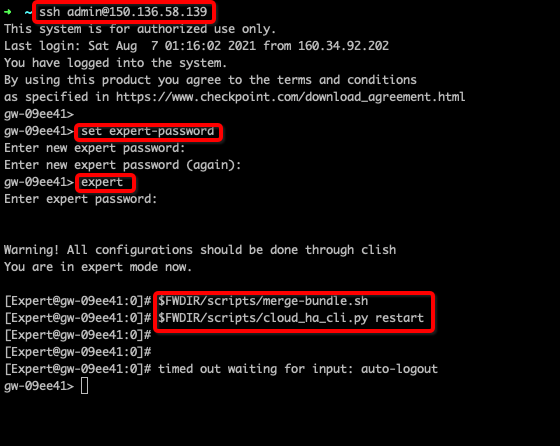 ➜ ~ ssh admin@150.136.58.139
This system is for authorized use only.
Last login: Sat Aug 7 01:16:02 2021 from 160.34.92.202
You have logged into the system.
By using this product you agree to the terms and conditions
as specified in https://www.checkpoint.com/download_agreement.html
gw-09ee41>
gw-09ee41> set expert-password
Enter new expert password:
Enter new expert password (again):
gw-09ee41> expert
Enter expert password:
Warning! All configurations should be done through clish
You are in expert mode now.
[Expert@gw-09ee41:0]# $FWDIR/scripts/merge-bundle.sh
[Expert@gw-09ee41:0]# $FWDIR/scripts/cloud_ha_cli.py restart
[Expert@gw-09ee41:0]#
[Expert@gw-09ee41:0]#
[Expert@gw-09ee41:0]# timed out waiting for input: auto-logout
gw-09ee41>